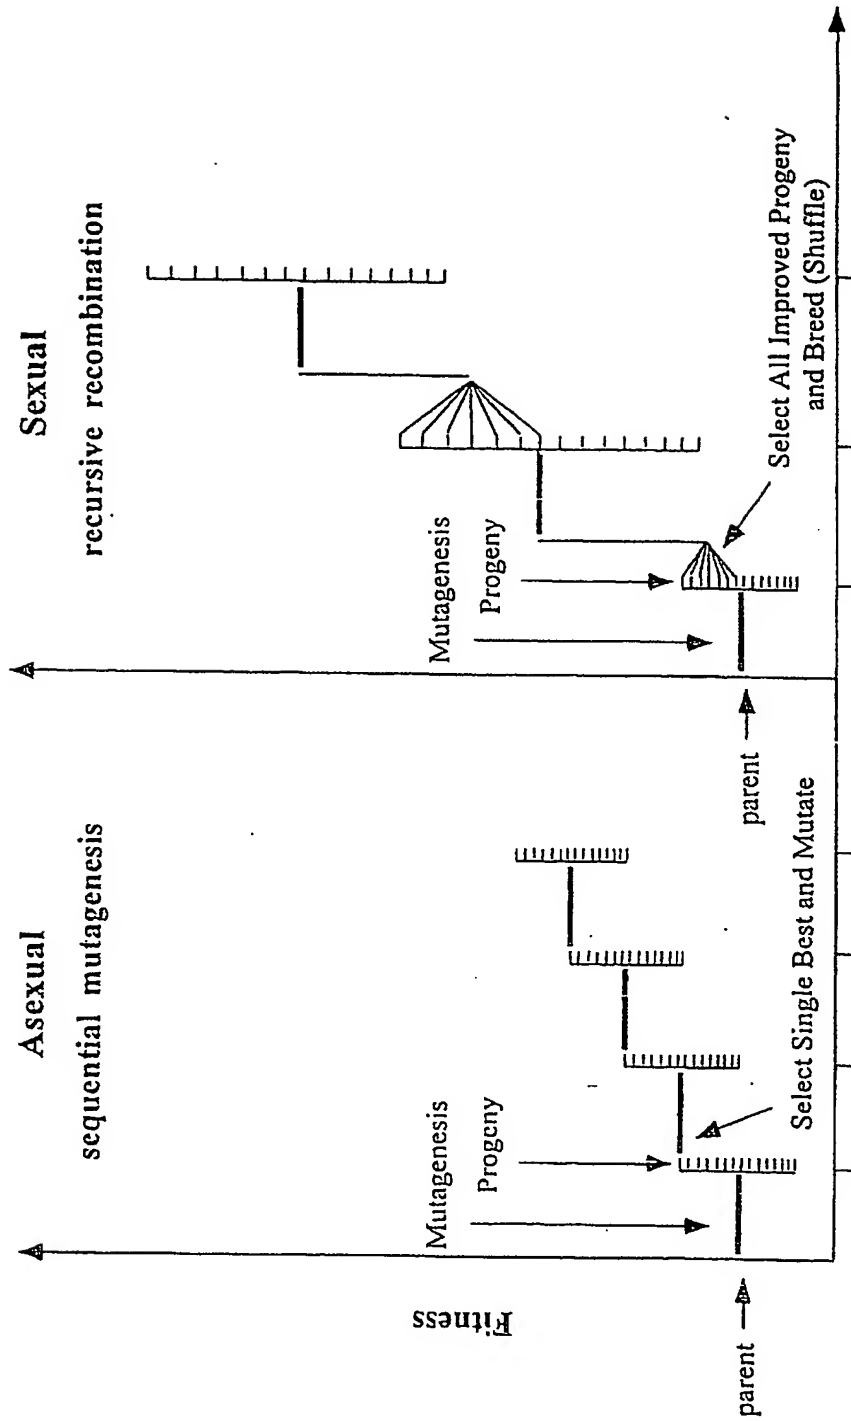 Asexual
sequential mutagenesis
Sexual
recursive recombination
Fitness
Mutagenesis
Progeny
parent
Select Single Best and Mutate
Mutagenesis
Progeny
parent
Select All Improved Progeny
and Breed (Shuffle)